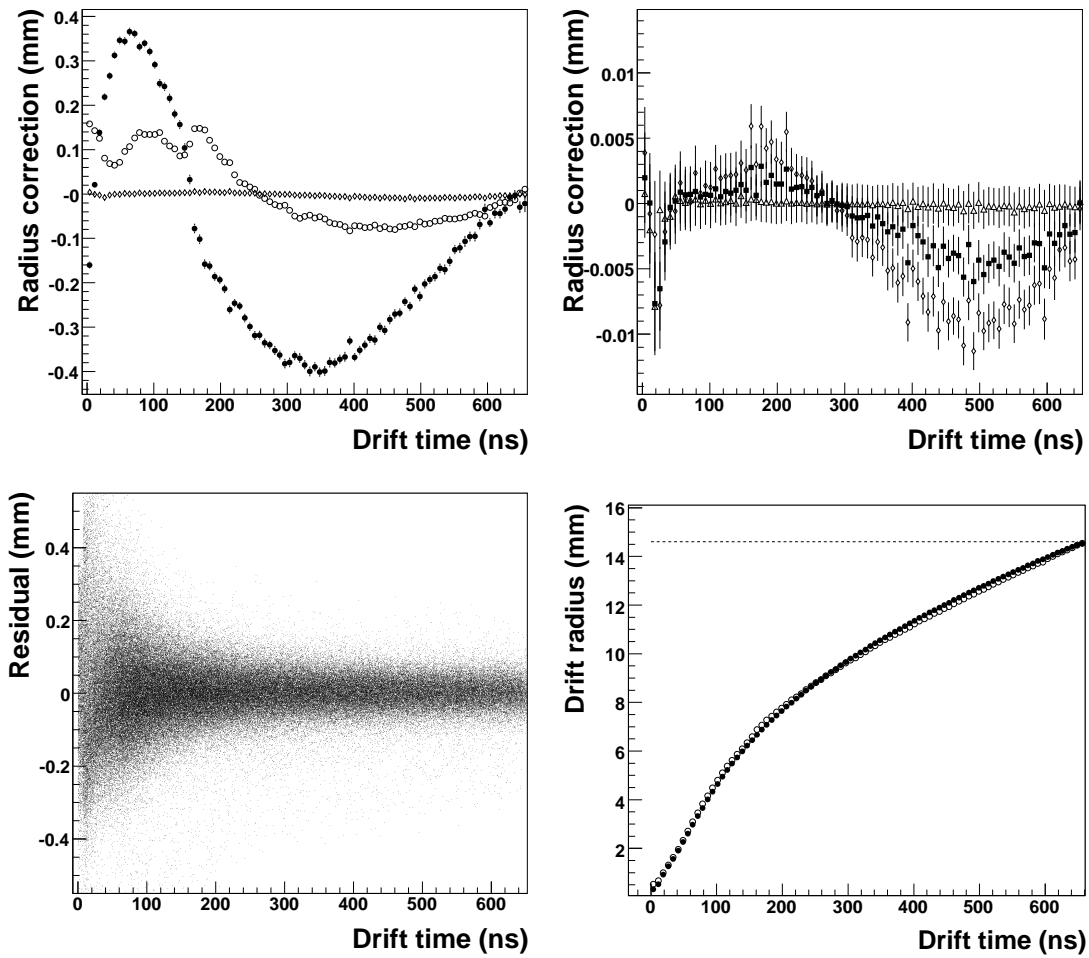 Radius correction (mm)
0.4
0.3
0.2
0.1
-0
-0.1
-0.2
-0.3
-0.4
0 100 200 300 400 500 600
Drift time (ns)
Radius correction (mm)
0.01
0.005
0
-0.005
-0.01
0 100 200 300 400 500 600
Drift time (ns)
Residual (mm)
0.4
0.2
0
-0.2
-0.4
0 100 200 300 400 500 600
Drift time (ns)
Drift radius (mm)
16
14
12
10
8
6
4
2
0 100 200 300 400 500 600
Drift time (ns)